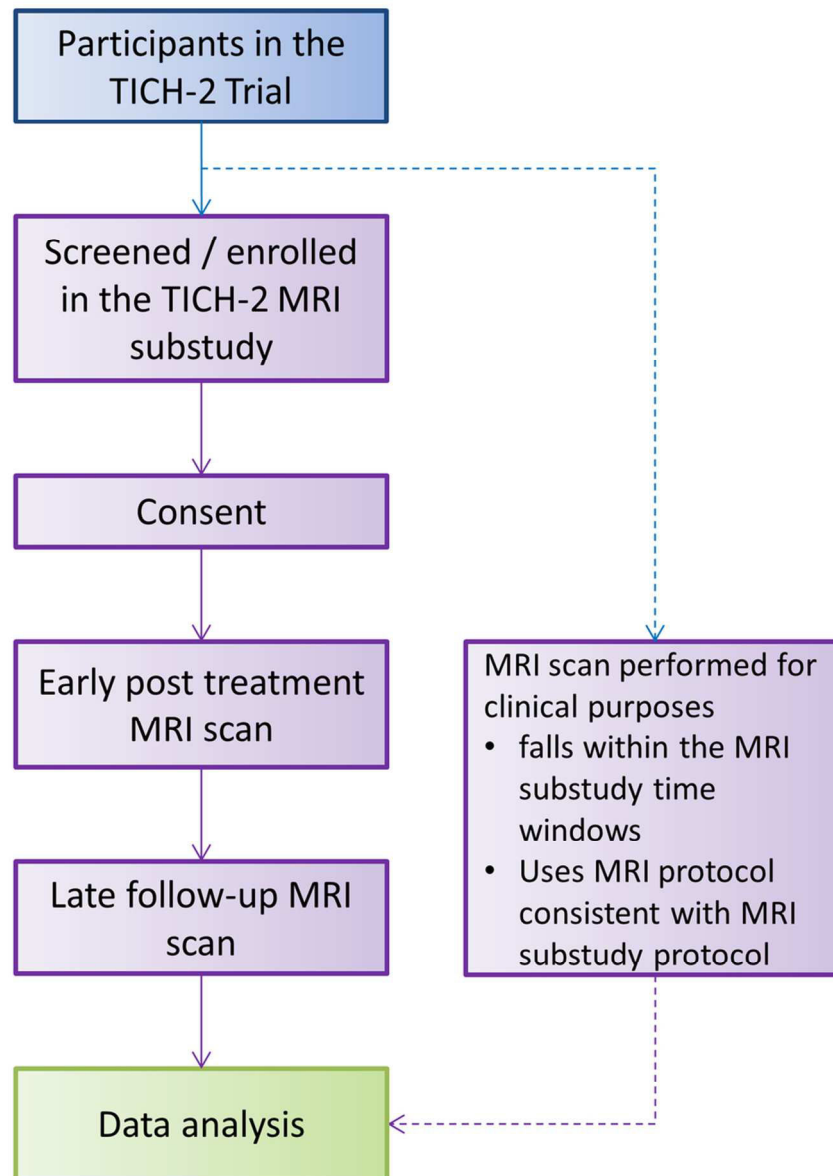 Participants in the
TICH-2 Trial
Screened / enrolled
in the TICH-2 MRI
substudy
Consent
Early post treatment
MRI scan
Late follow-up MRI
scan
Data analysis
MRI scan performed for
clinical purposes
• falls within the MRI
substudy time
windows
• Uses MRI protocol
consistent with MRI
substudy protocol